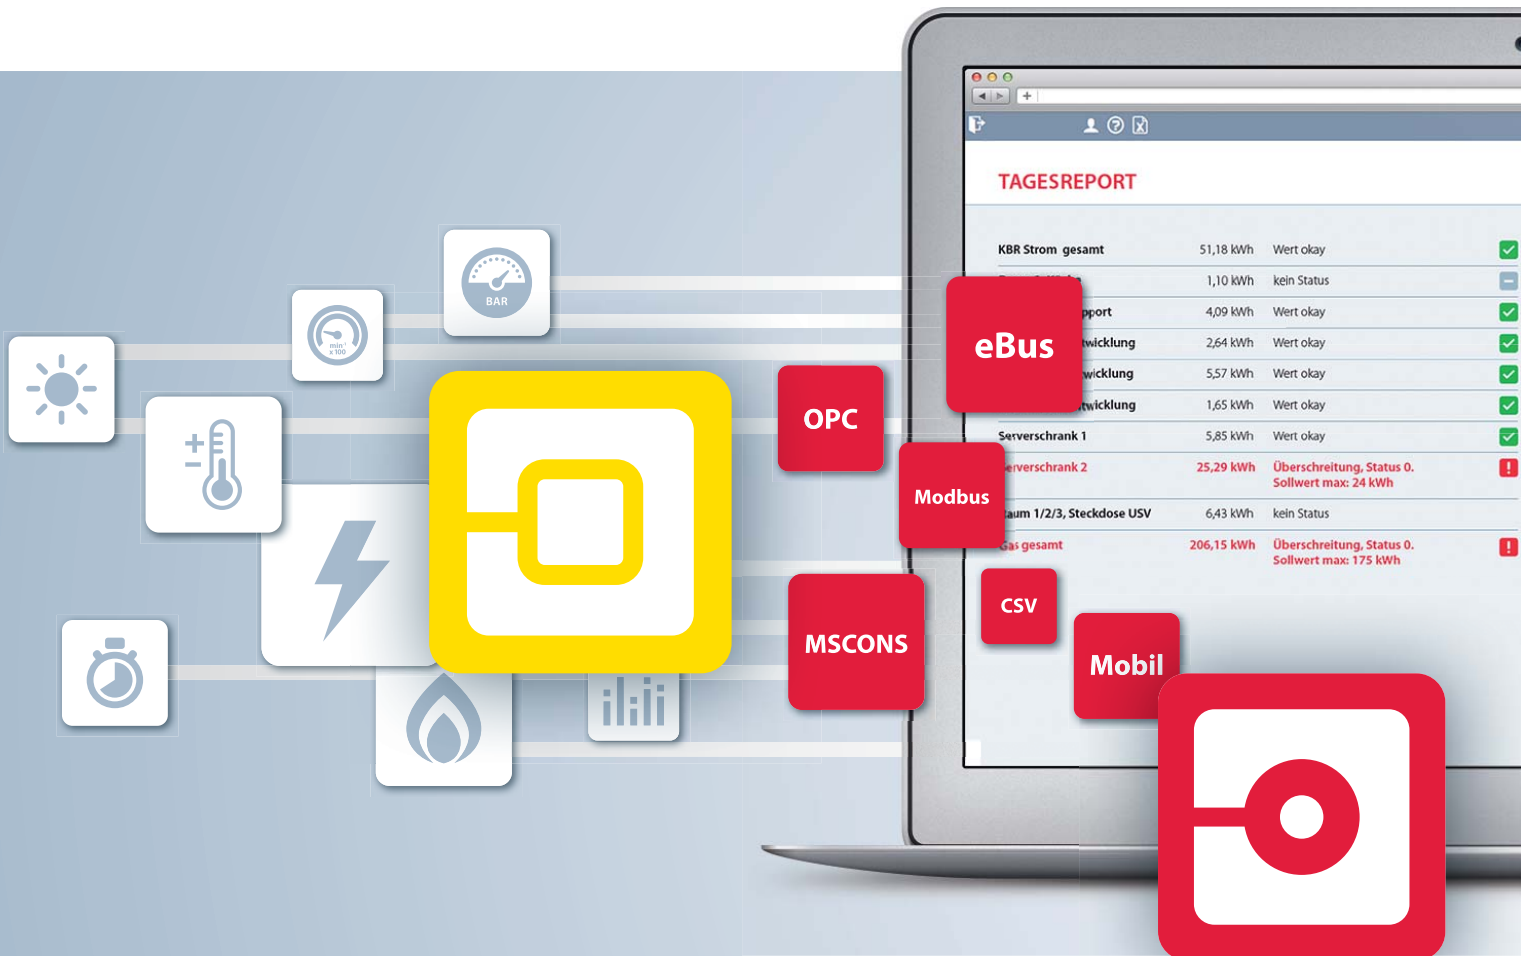 TAGESREPORT
KBR Strom gesamt 51,18 kWh Wert okay
1,10 kWh kein Status
4,09 kWh Wert okay
2,64 kWh Wert okay
5,57 kWh Wert okay
1,65 kWh Wert okay
Serverschrank 1 5,85 kWh Wert okay
erverschrank 2 25,29 kWh Überschreitung, Status 0.
Sollwert max: 24 kWh
aum 1/2/3, Steckdose USV 6,43 kWh kein Status
Gas gesamt 206,15 kWh Überschreitung, Status 0.
Sollwert max: 175 kWh
BAR
min⁻¹
x 100
eBus
OPC
Modbus
CSV
MSCONS
Mobil